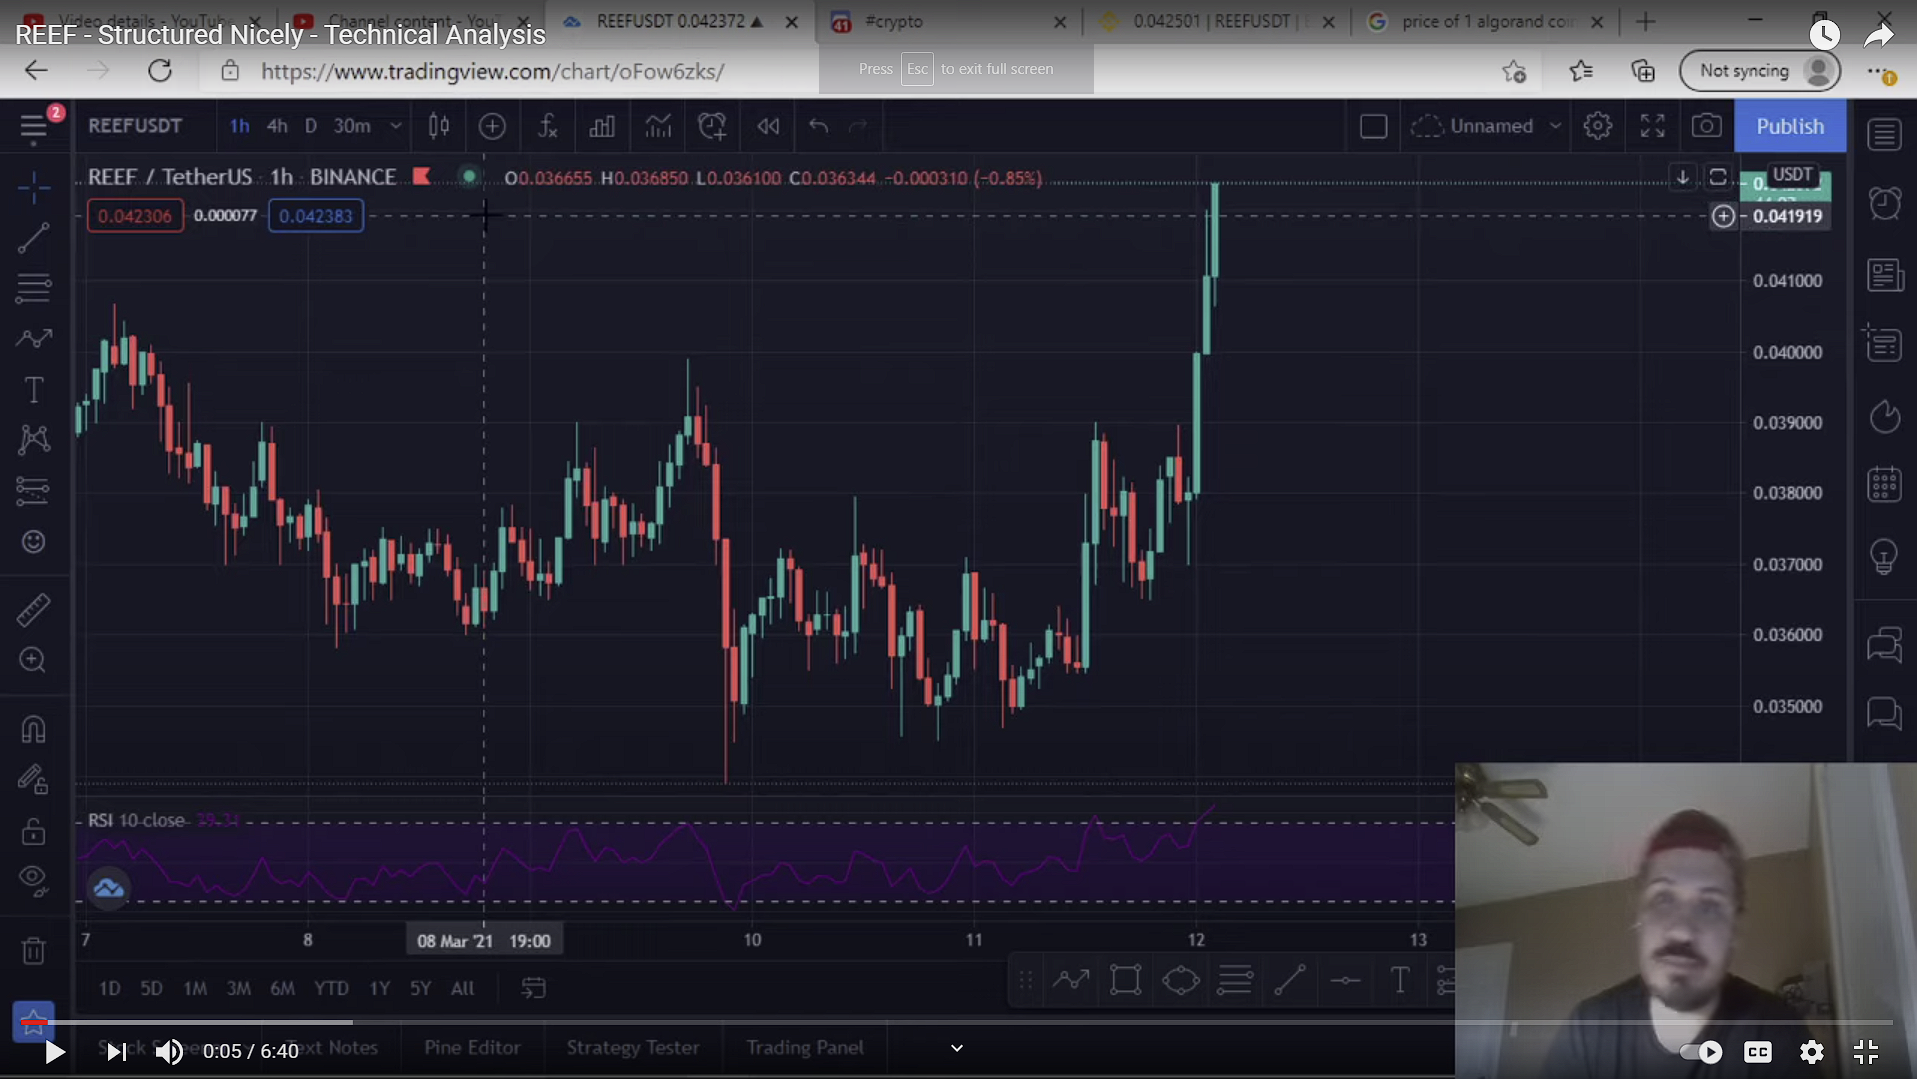 Video details - YouTube
Channel content - You
REEFUSDT 0.042372 ▲
#crypto
0.042501 | REEFUSDT |
price of 1 algorand coin
REEF - Structured Nicely - Technical Analysis
https://www.tradingview.com/chart/oFow6zks/
Press Esc to exit full screen
Not syncing
2
REEFUSDT 1h 4h D 30m
Unnamed
Publish
REEF / TetherUS · 1h · BINANCE
O0.036655 H0.036850 L0.036100 C0.036344 −0.000310 (−0.85%)
USDT
0.042306 0.000077 0.042383
0.041919
0.041000
0.040000
0.039000
0.038000
0.037000
0.036000
0.035000
RSI 10 close 39.31
7 8 08 Mar '21 19:00 10 11 12 13
1D 5D 1M 3M 6M YTD 1Y 5Y All
0:05 / 6:40
Text Notes Pine Editor Strategy Tester Trading Panel
CC